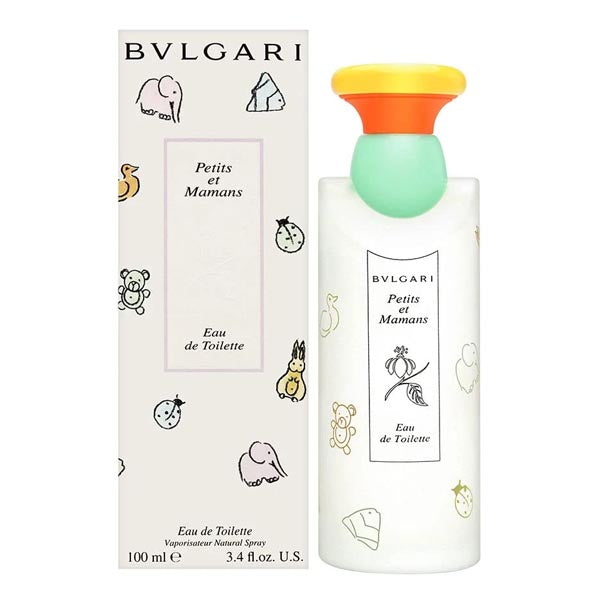 BVLGARI
Petits
et
Mamans
Eau
de Toilette
Eau de Toilette
Vaporisateur Natural Spray
100 ml ℮ 3.4 fl.oz. U.S.
BVLGARI
Petits
et
Mamans
Eau
de Toilette